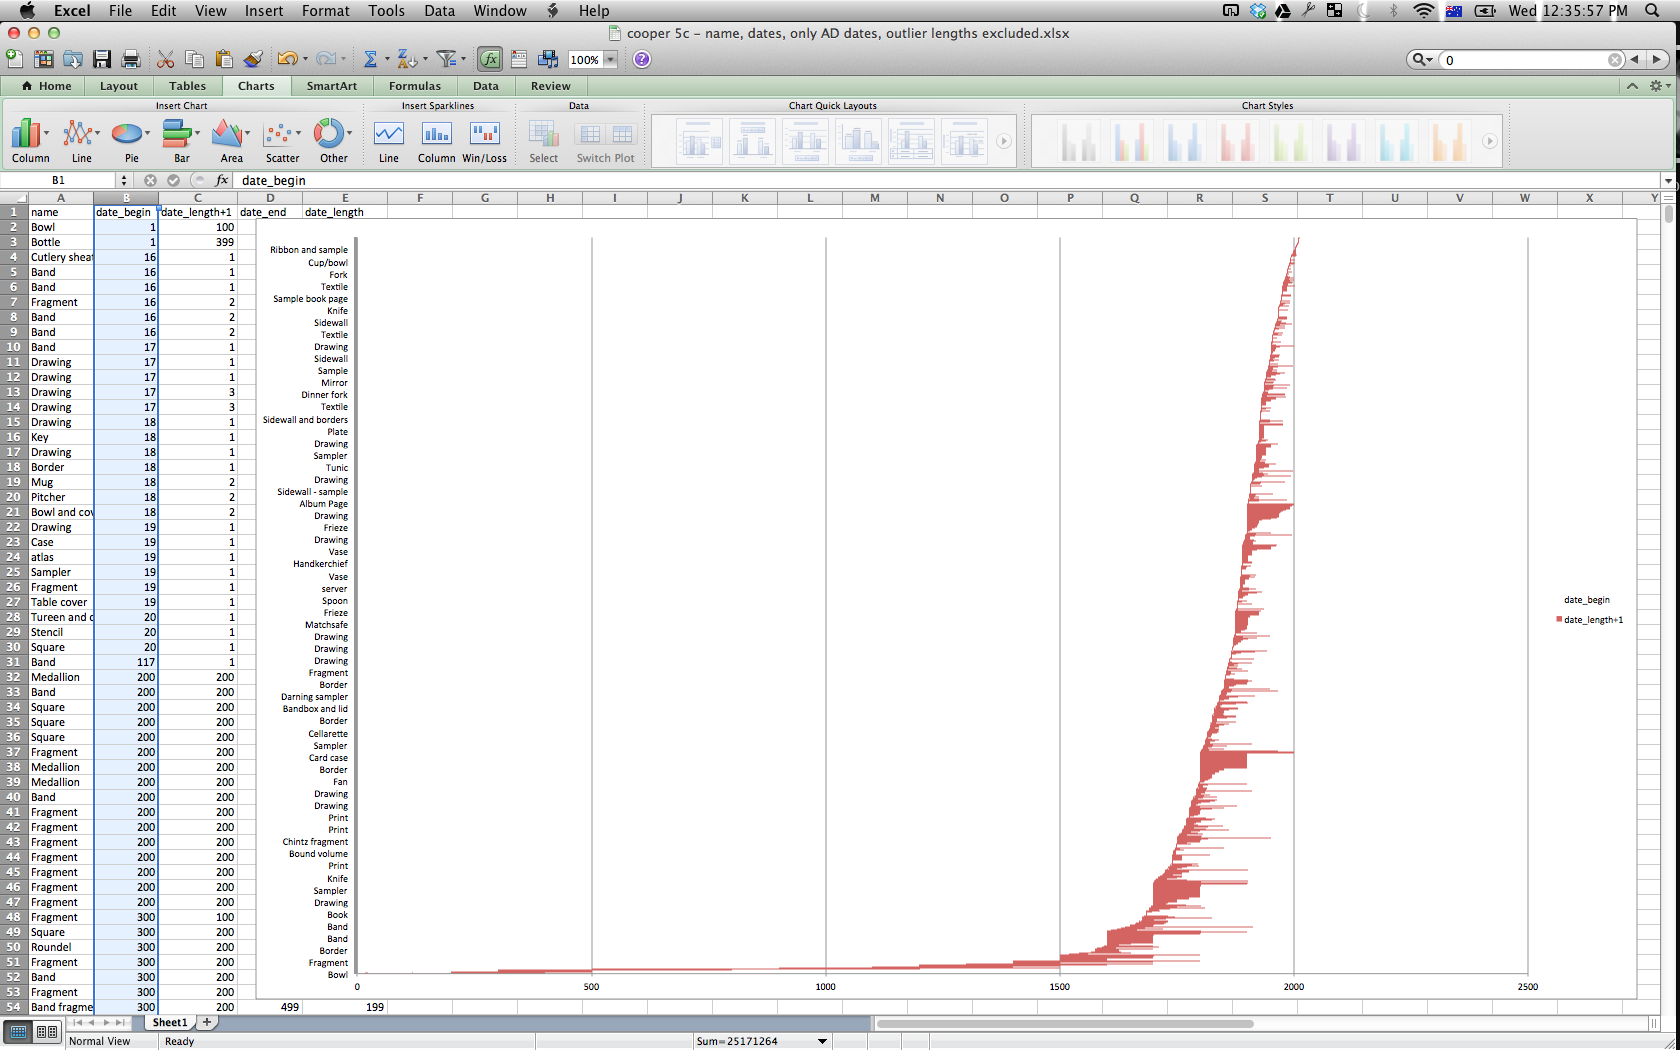 Excel File Edit View Insert Format Tools Data Window Help Wed 12:35:57 PM
cooper 5c – name, dates, only AD dates, outlier lengths excluded.xlsx
100% 0
Home Layout Tables Charts SmartArt Formulas Data Review
Insert Chart Insert Sparklines Data Chart Quick Layouts Chart Styles
Column Line Pie Bar Area Scatter Other Line Column Win/Loss Select Switch Plot
B1 fx date_begin
A B C D E F G H I J K L M N O P Q R S T U V W X Y
1 name date_begin date_length+1 date_end date_length
2 Bowl 1 100
3 Bottle 1 399
4 Cutlery sheat 16 1
5 Band 16 1
6 Band 16 1
7 Fragment 16 2
8 Band 16 2
9 Band 16 2
10 Band 17 1
11 Drawing 17 1
12 Drawing 17 1
13 Drawing 17 3
14 Drawing 17 3
15 Drawing 18 1
16 Key 18 1
17 Drawing 18 1
18 Border 18 1
19 Mug 18 2
20 Pitcher 18 2
21 Bowl and cov 18 2
22 Drawing 19 1
23 Case 19 1
24 atlas 19 1
25 Sampler 19 1
26 Fragment 19 1
27 Table cover 19 1
28 Tureen and c 20 1
29 Stencil 20 1
30 Square 20 1
31 Band 117 1
32 Medallion 200 200
33 Band 200 200
34 Square 200 200
35 Square 200 200
36 Square 200 200
37 Fragment 200 200
38 Medallion 200 200
39 Medallion 200 200
40 Band 200 200
41 Fragment 200 200
42 Fragment 200 200
43 Fragment 200 200
44 Fragment 200 200
45 Fragment 200 200
46 Fragment 200 200
47 Fragment 200 200
48 Fragment 300 100
49 Square 300 200
50 Roundel 300 200
51 Fragment 300 200
52 Band 300 200
53 Fragment 300 200
54 Band fragme 300 200 499 199
Ribbon and sample
Cup/bowl
Fork
Textile
Sample book page
Knife
Sidewall
Textile
Drawing
Sidewall
Sample
Mirror
Dinner fork
Textile
Sidewall and borders
Plate
Drawing
Sampler
Tunic
Drawing
Sidewall - sample
Album Page
Drawing
Frieze
Drawing
Vase
Handkerchief
Vase
server
Spoon
Frieze
Matchsafe
Drawing
Drawing
Drawing
Fragment
Border
Darning sampler
Bandbox and lid
Border
Cellarette
Sampler
Card case
Border
Fan
Drawing
Drawing
Print
Print
Chintz fragment
Bound volume
Print
Knife
Sampler
Drawing
Book
Band
Band
Border
Fragment
Bowl
0 500 1000 1500 2000 2500
date_begin
date_length+1
Sheet1
Normal View Ready Sum=25171264